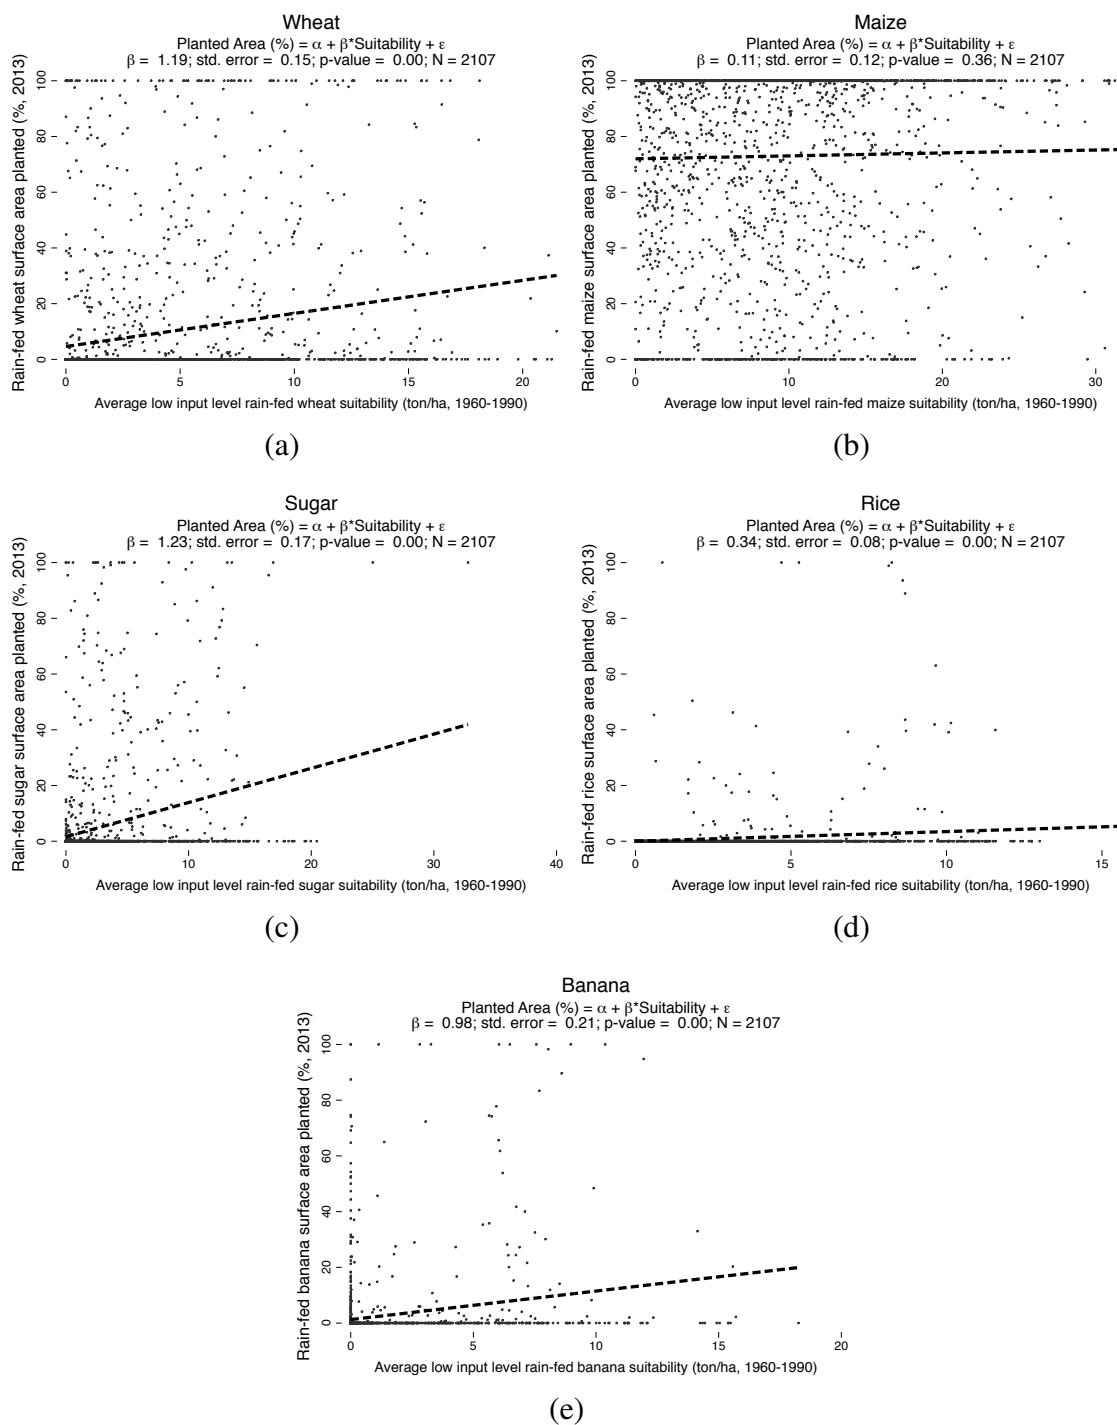 Wheat
Planted Area (%) = α + β*Suitability + ε
β = 1.19; std. error = 0.15; p-value = 0.00; N = 2107
Rain-fed wheat surface area planted (%, 2013)
100
80
60
40
20
0
0 5 10 15 20
Average low input level rain-fed wheat suitability (ton/ha, 1960-1990)
(a)
Maize
Planted Area (%) = α + β*Suitability + ε
β = 0.11; std. error = 0.12; p-value = 0.36; N = 2107
Rain-fed maize surface area planted (%, 2013)
100
80
60
40
20
0
0 10 20 30
Average low input level rain-fed maize suitability (ton/ha, 1960-1990)
(b)
Sugar
Planted Area (%) = α + β*Suitability + ε
β = 1.23; std. error = 0.17; p-value = 0.00; N = 2107
Rain-fed sugar surface area planted (%, 2013)
100
80
60
40
20
0
0 10 20 30 40
Average low input level rain-fed sugar suitability (ton/ha, 1960-1990)
(c)
Rice
Planted Area (%) = α + β*Suitability + ε
β = 0.34; std. error = 0.08; p-value = 0.00; N = 2107
Rain-fed rice surface area planted (%, 2013)
100
80
60
40
20
0
0 5 10 15
Average low input level rain-fed rice suitability (ton/ha, 1960-1990)
(d)
Banana
Planted Area (%) = α + β*Suitability + ε
β = 0.98; std. error = 0.21; p-value = 0.00; N = 2107
Rain-fed banana surface area planted (%, 2013)
100
80
60
40
20
0
0 5 10 15 20
Average low input level rain-fed banana suitability (ton/ha, 1960-1990)
(e)